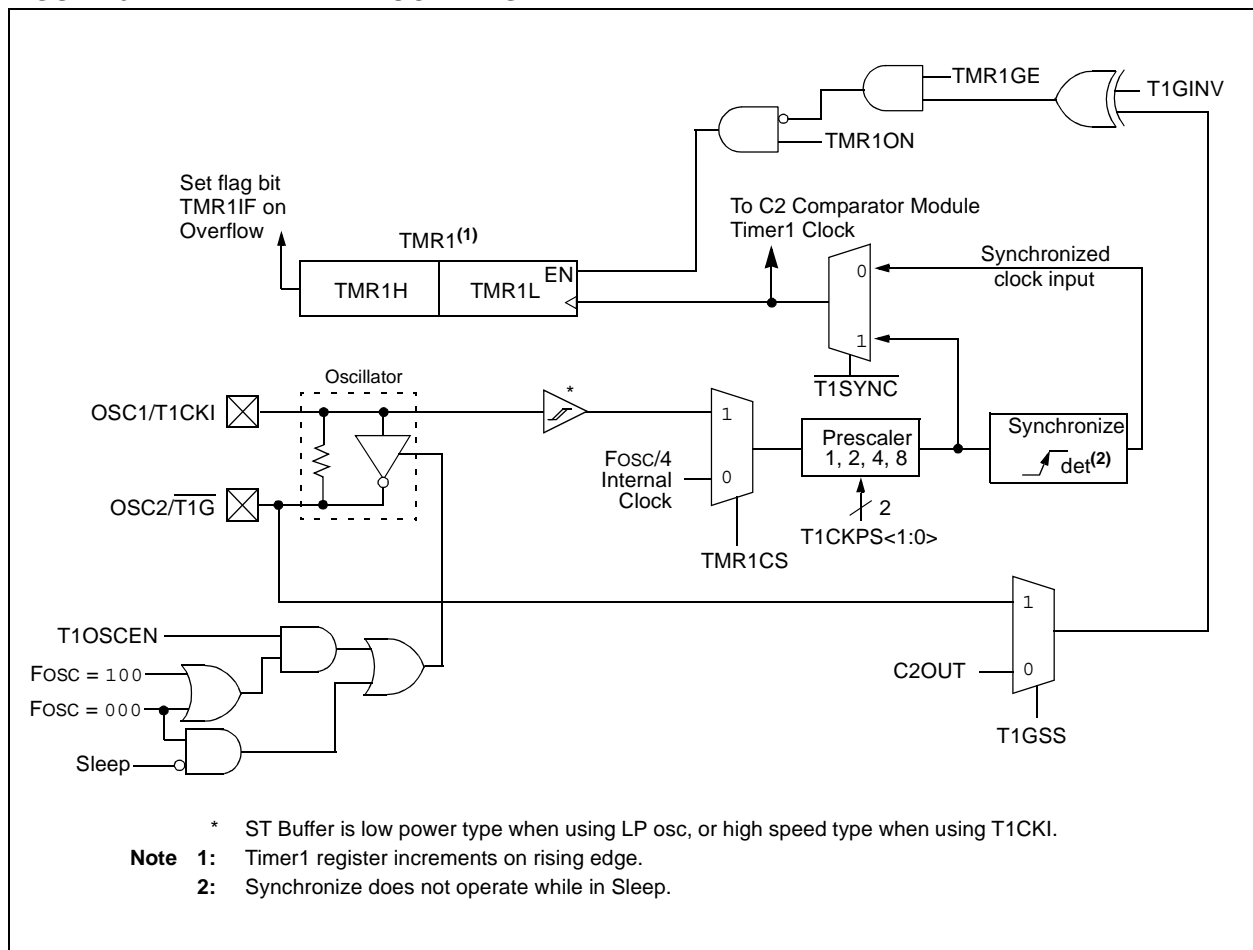 TMR1GE
T1GINV
TMR1ON
Set flag bit
TMR1IF on
Overflow
To C2 Comparator Module
Timer1 Clock
TMR1(1)
EN
TMR1H
TMR1L
0
Synchronized
clock input
1
T1SYNC
Oscillator
*
OSC1/T1CKI
1
FOSC/4
Internal
Clock
0
Prescaler
1, 2, 4, 8
Synchronize
det(2)
OSC2/T1G
2
T1CKPS<1:0>
TMR1CS
1
T1OSCEN
C2OUT
0
FOSC = 100
FOSC = 000
T1GSS
Sleep
* ST Buffer is low power type when using LP osc, or high speed type when using T1CKI.
Note 1: Timer1 register increments on rising edge.
2: Synchronize does not operate while in Sleep.